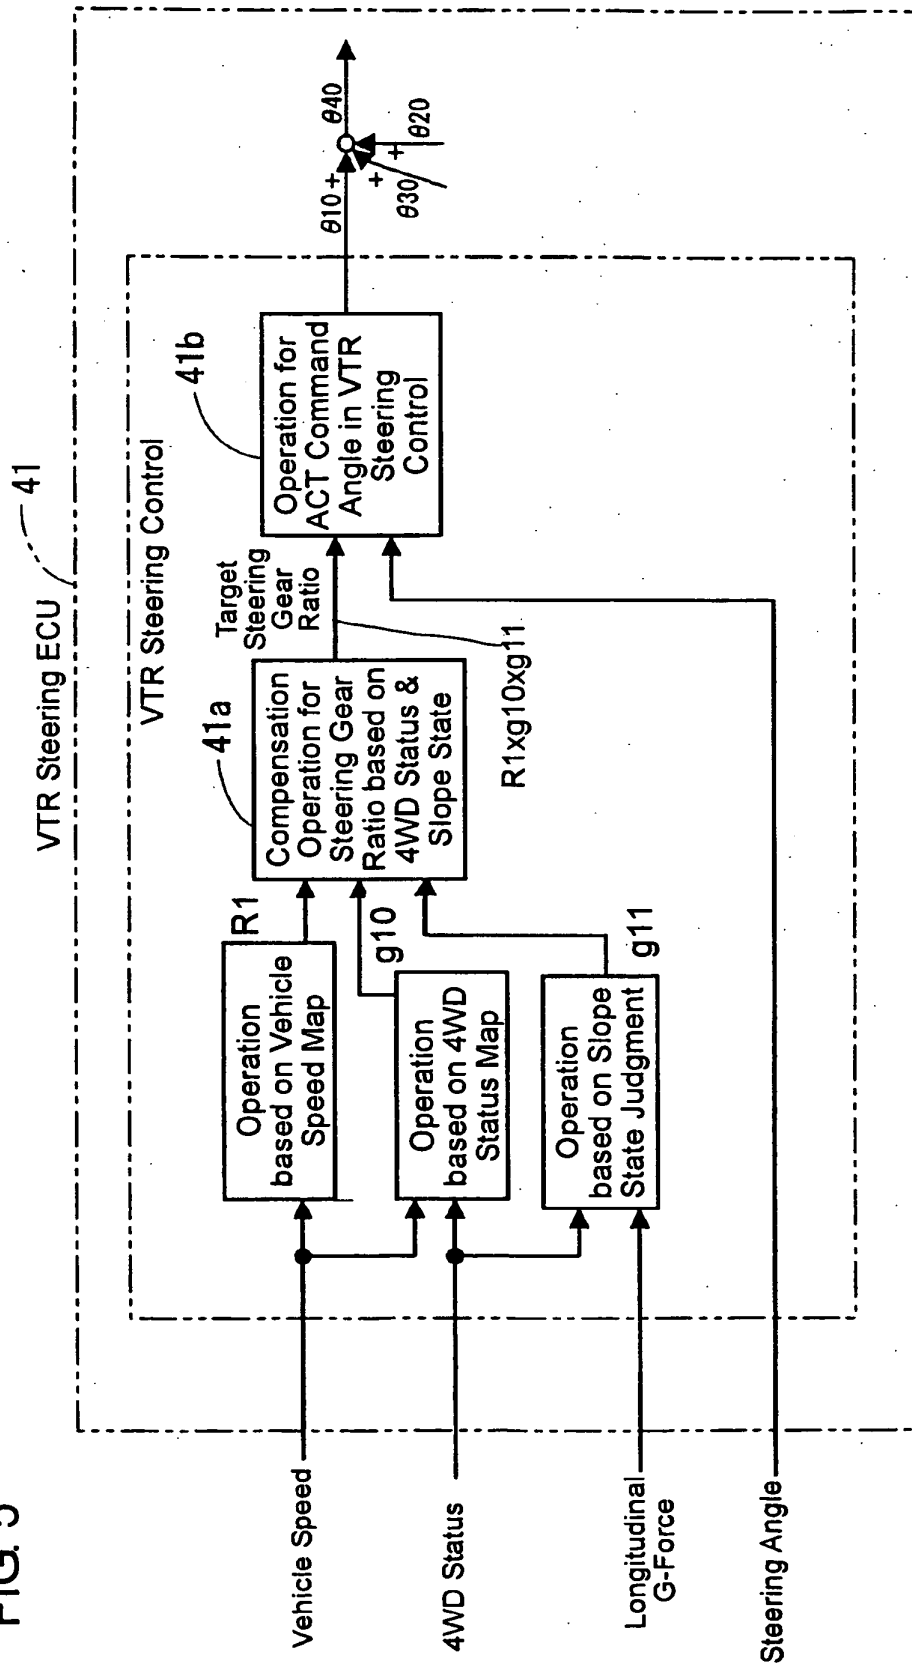 FIG. 5
VTR Steering ECU
41
VTR Steering Control
Vehicle Speed
4WD Status
Longitudinal
G-Force
Steering Angle
Operation
based on Vehicle
Speed Map
R1
Operation
based on 4WD
Status Map
g10
Operation
based on Slope
State Judgment
g11
41a
Compensation
Operation for
Steering Gear
Ratio based on
4WD Status &
Slope State
Target
Steering
Gear
Ratio
R1xg10xg11
41b
Operation for
ACT Command
Angle in VTR
Steering
Control
θ10
+
θ40
+
θ30
+
θ20